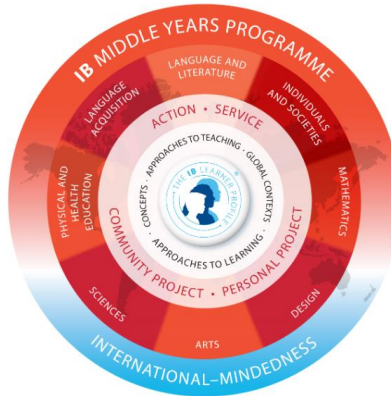 IB MIDDLE YEARS PROGRAMME
LANGUAGE AND
LITERATURE
LANGUAGE
ACQUISITION
INDIVIDUALS
AND SOCIETIES
PHYSICAL AND
HEALTH
EDUCATION
MATHEMATICS
SCIENCES
ARTS
DESIGN
ACTION • SERVICE
COMMUNITY PROJECT • PERSONAL PROJECT
APPROACHES TO TEACHING · GLOBAL CONTEXTS · APPROACHES TO LEARNING · CONCEPTS ·
THE IB LEARNER PROFILE
INTERNATIONAL–MINDEDNESS